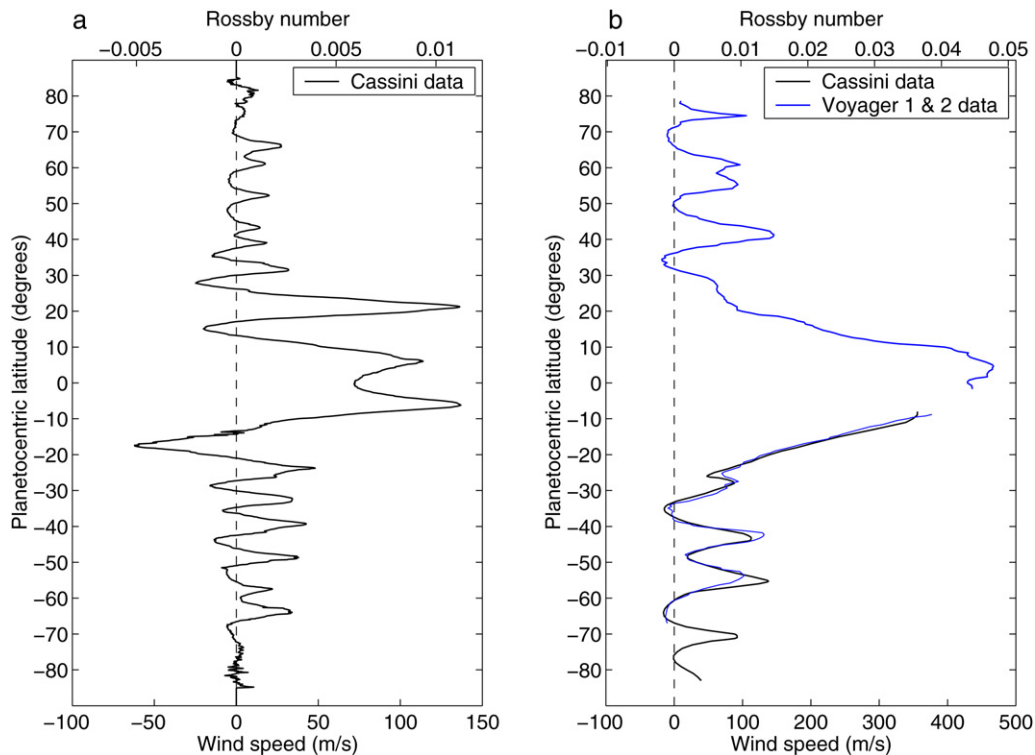 a
Rossby number
−0.005 0 0.005 0.01
Cassini data
Planetocentric latitude (degrees)
80
70
60
50
40
30
20
10
0
−10
−20
−30
−40
−50
−60
−70
−80
−100 −50 0 50 100 150
Wind speed (m/s)
b
Rossby number
−0.01 0 0.01 0.02 0.03 0.04 0.05
Cassini data
Voyager 1 & 2 data
Planetocentric latitude (degrees)
80
70
60
50
40
30
20
10
0
−10
−20
−30
−40
−50
−60
−70
−80
−100 0 100 200 300 400 500
Wind speed (m/s)